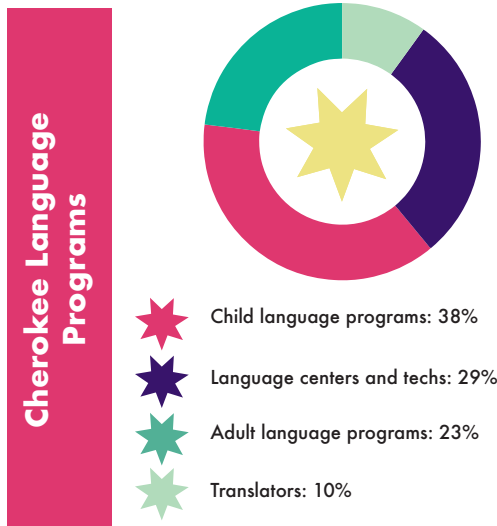 Cherokee Language
Programs
Child language programs: 38%
Language centers and techs: 29%
Adult language programs: 23%
Translators: 10%